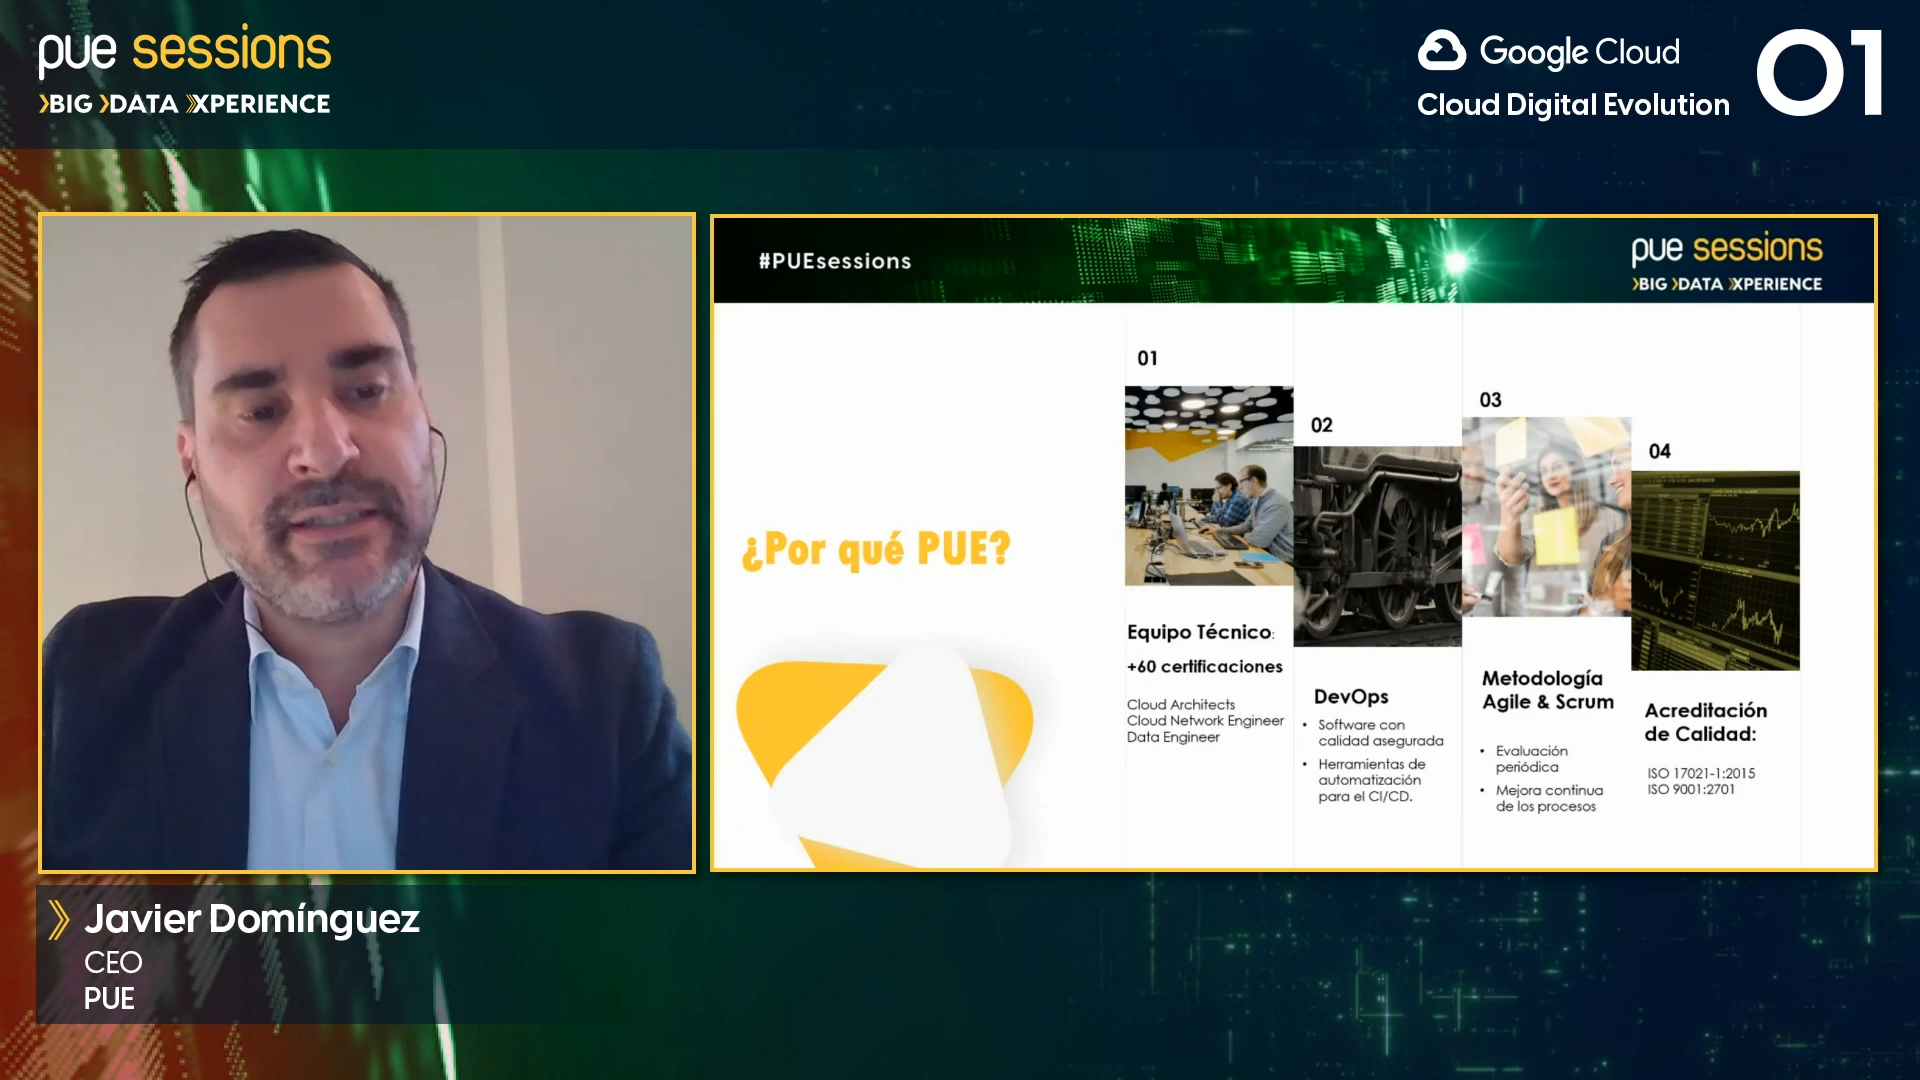 pue sessions
BIG DATA XPERIENCE
Google Cloud
Cloud Digital Evolution
01
#PUEsessions
pue sessions
BIG DATA XPERIENCE
¿Por qué PUE?
01
Equipo Técnico:
+60 certificaciones
Cloud Architects
Cloud Network Engineer
Data Engineer
02
DevOps
• Software con
calidad asegurada
• Herramientas de
automatización
para el CI/CD.
03
Metodología
Agile & Scrum
• Evaluación
periódica
• Mejora continua
de los procesos
04
Acreditación
de Calidad:
ISO 17021-1:2015
ISO 9001:2701
Javier Domínguez
CEO
PUE